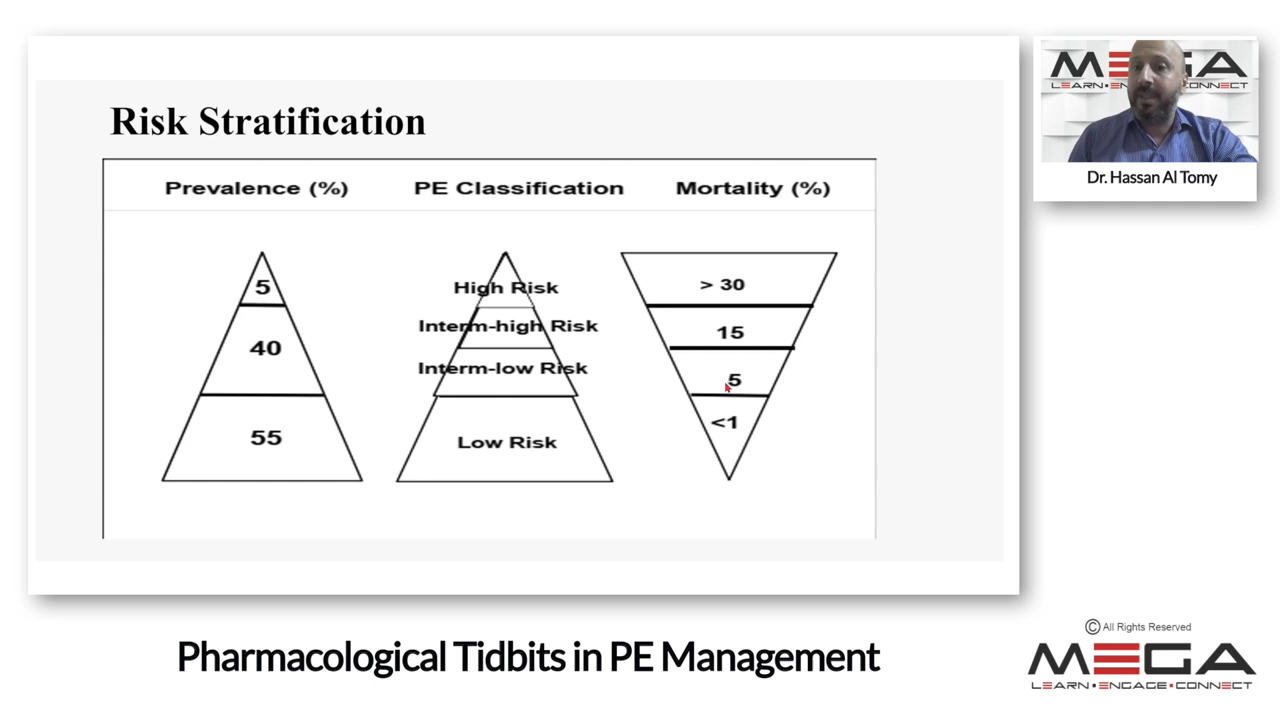 Risk Stratification
Prevalence (%) PE Classification Mortality (%)
5 High Risk > 30
40 Interm-high Risk 15
Interm-low Risk 5
55 Low Risk <1
MEGA
LEARN•EN CONNECT
Dr. Hassan Al Tomy
Pharmacological Tidbits in PE Management
© All Rights Reserved
MEGA
LEARN•ENGAGE•CONNECT